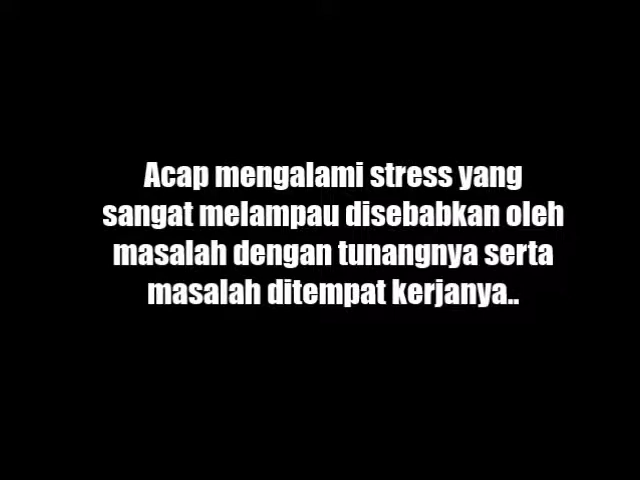 Acap mengalami stress yang
sangat melampau disebabkan oleh
masalah dengan tunangnya serta
masalah ditempat kerjanya..